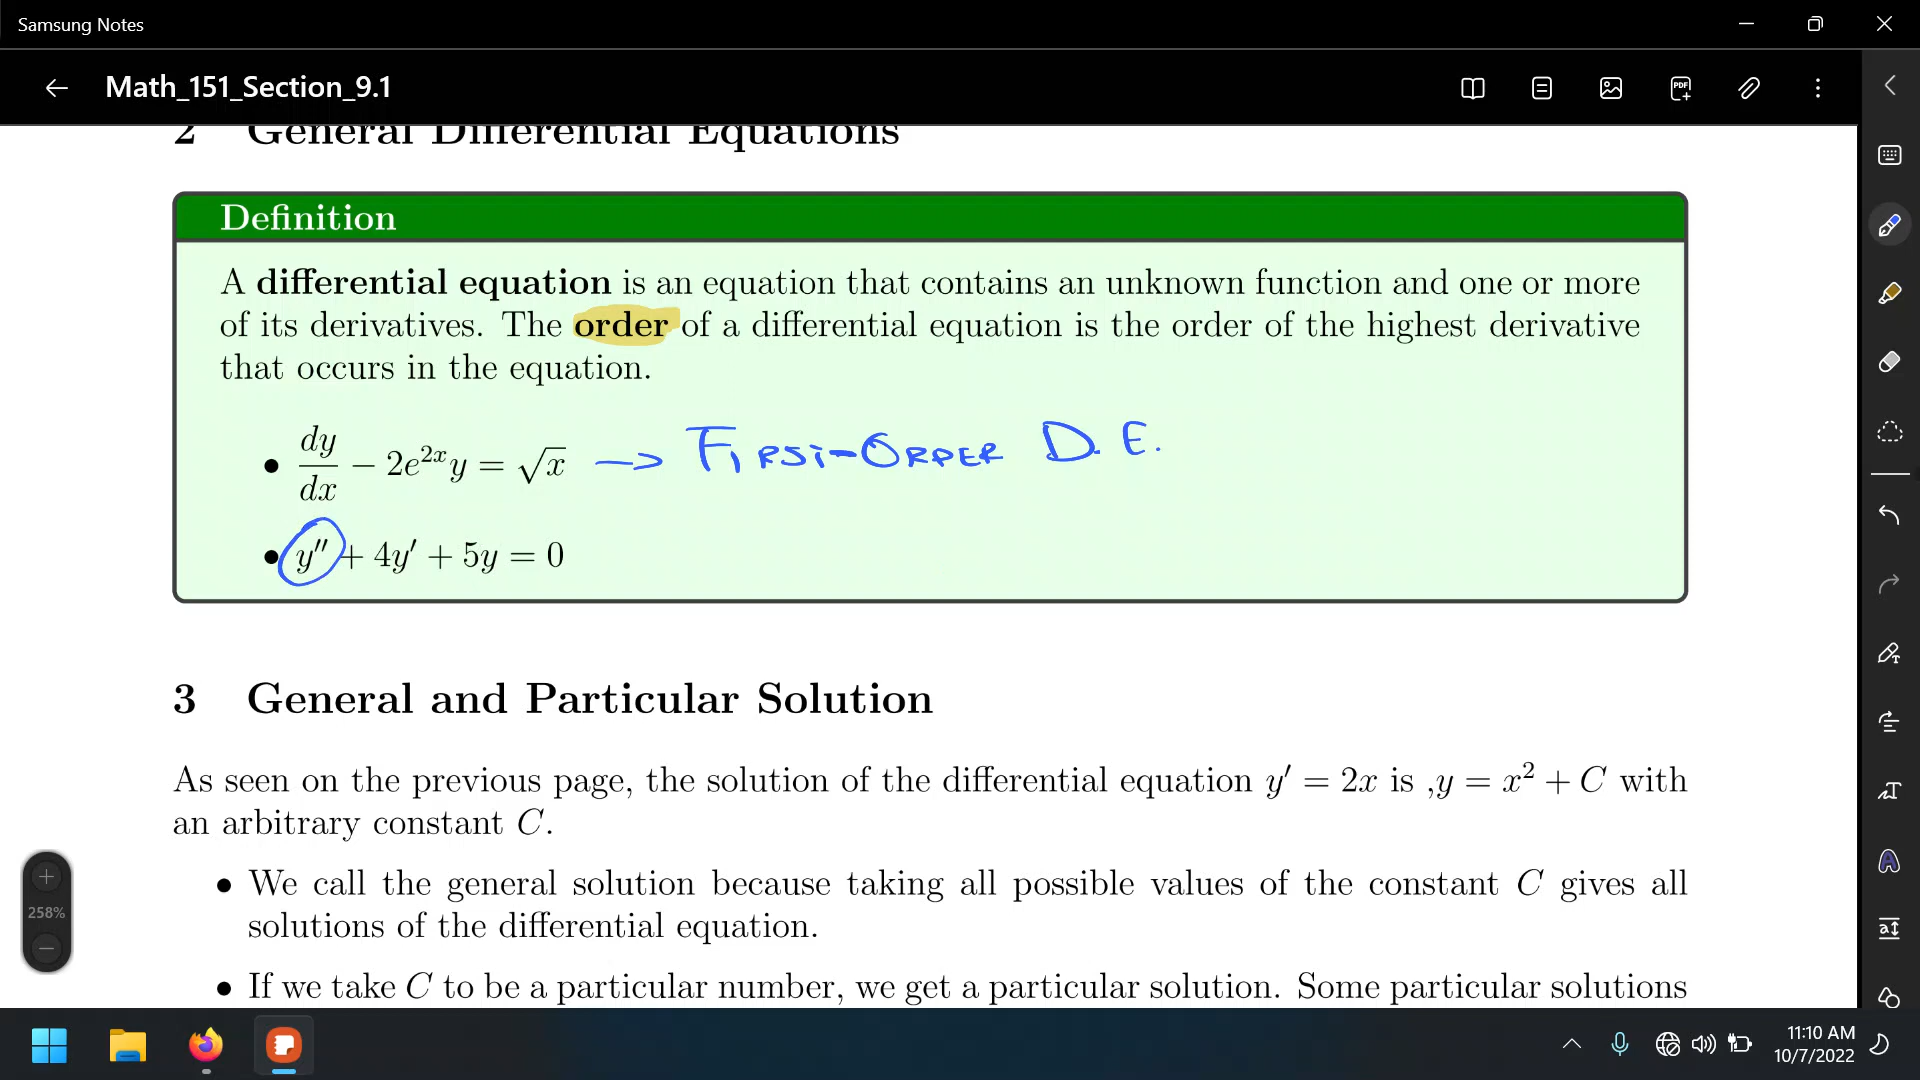 Samsung Notes
Math_151_Section_9.1
2 General Differential Equations
Definition
A differential equation is an equation that contains an unknown function and one or more
of its derivatives. The order of a differential equation is the order of the highest derivative
that occurs in the equation.
• dy/dx − 2e^{2x}y = √x → FIRST-ORDER D.E.
• y″ + 4y′ + 5y = 0
3 General and Particular Solution
As seen on the previous page, the solution of the differential equation y′ = 2x is ,y = x² + C with
an arbitrary constant C.
• We call the general solution because taking all possible values of the constant C gives all
solutions of the differential equation.
• If we take C to be a particular number, we get a particular solution. Some particular solutions
258%
11:10 AM
10/7/2022